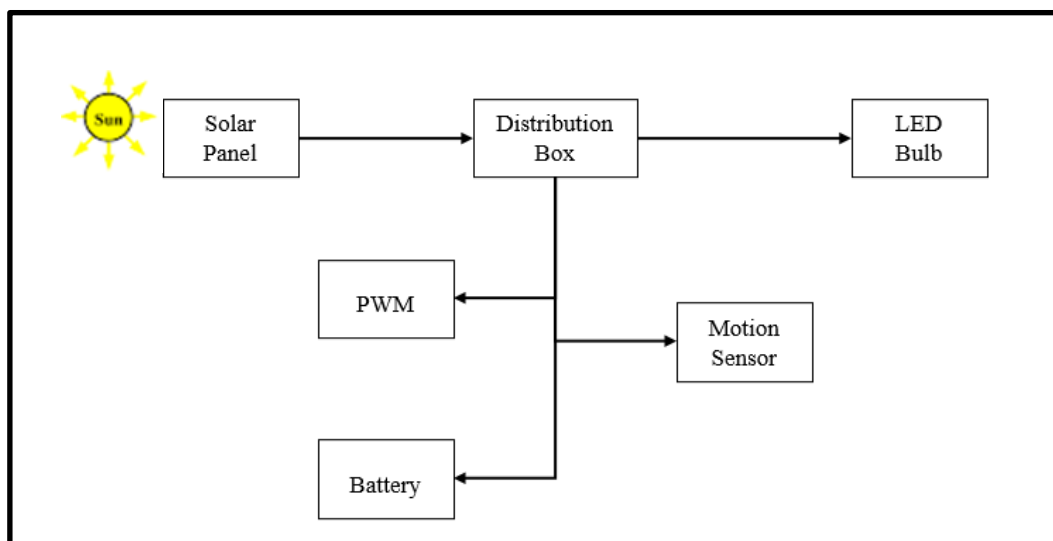 Sun
Solar
Panel
Distribution
Box
LED
Bulb
PWM
Motion
Sensor
Battery